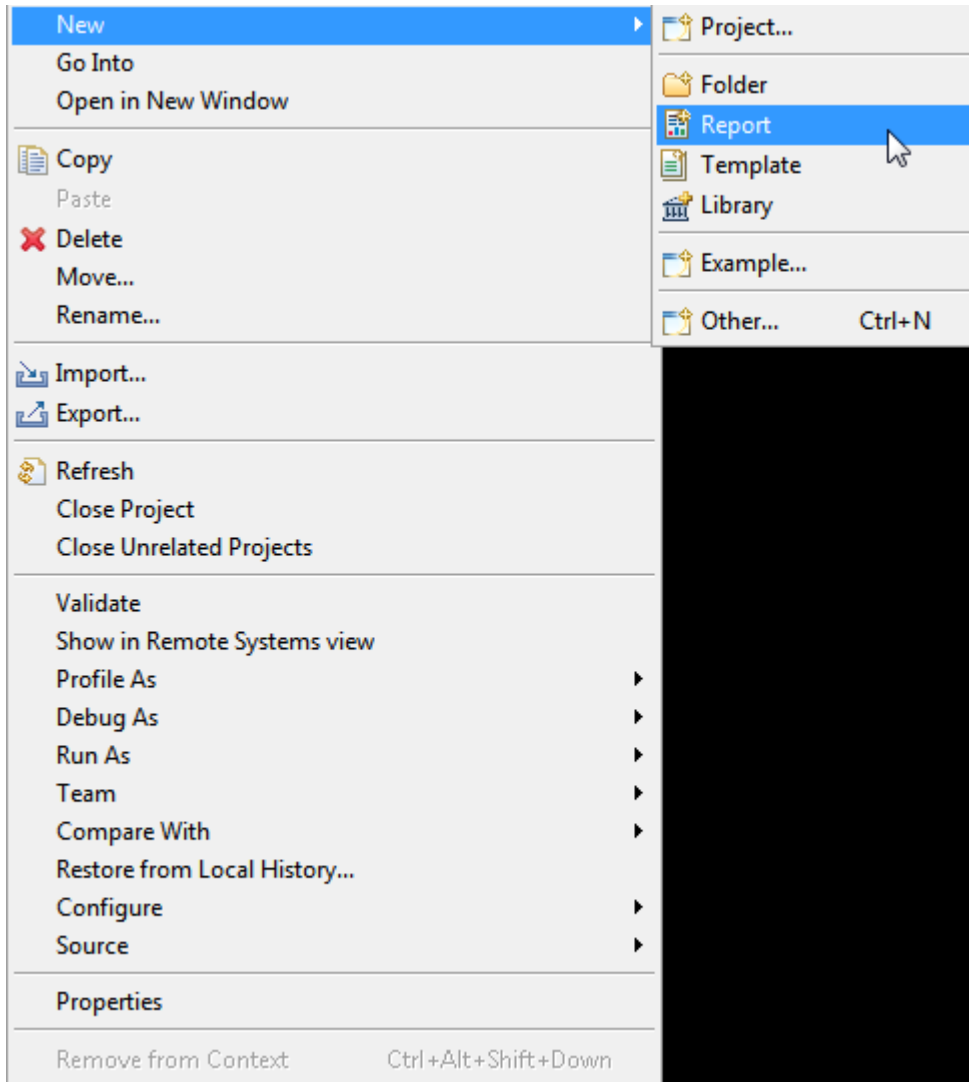 New
Go Into
Open in New Window
Copy
Paste
Delete
Move...
Rename...
Import...
Export...
Refresh
Close Project
Close Unrelated Projects
Validate
Show in Remote Systems view
Profile As
Debug As
Run As
Team
Compare With
Restore from Local History...
Configure
Source
Properties
Remove from Context Ctrl+Alt+Shift+Down
Project...
Folder
Report
Template
Library
Example...
Other... Ctrl+N